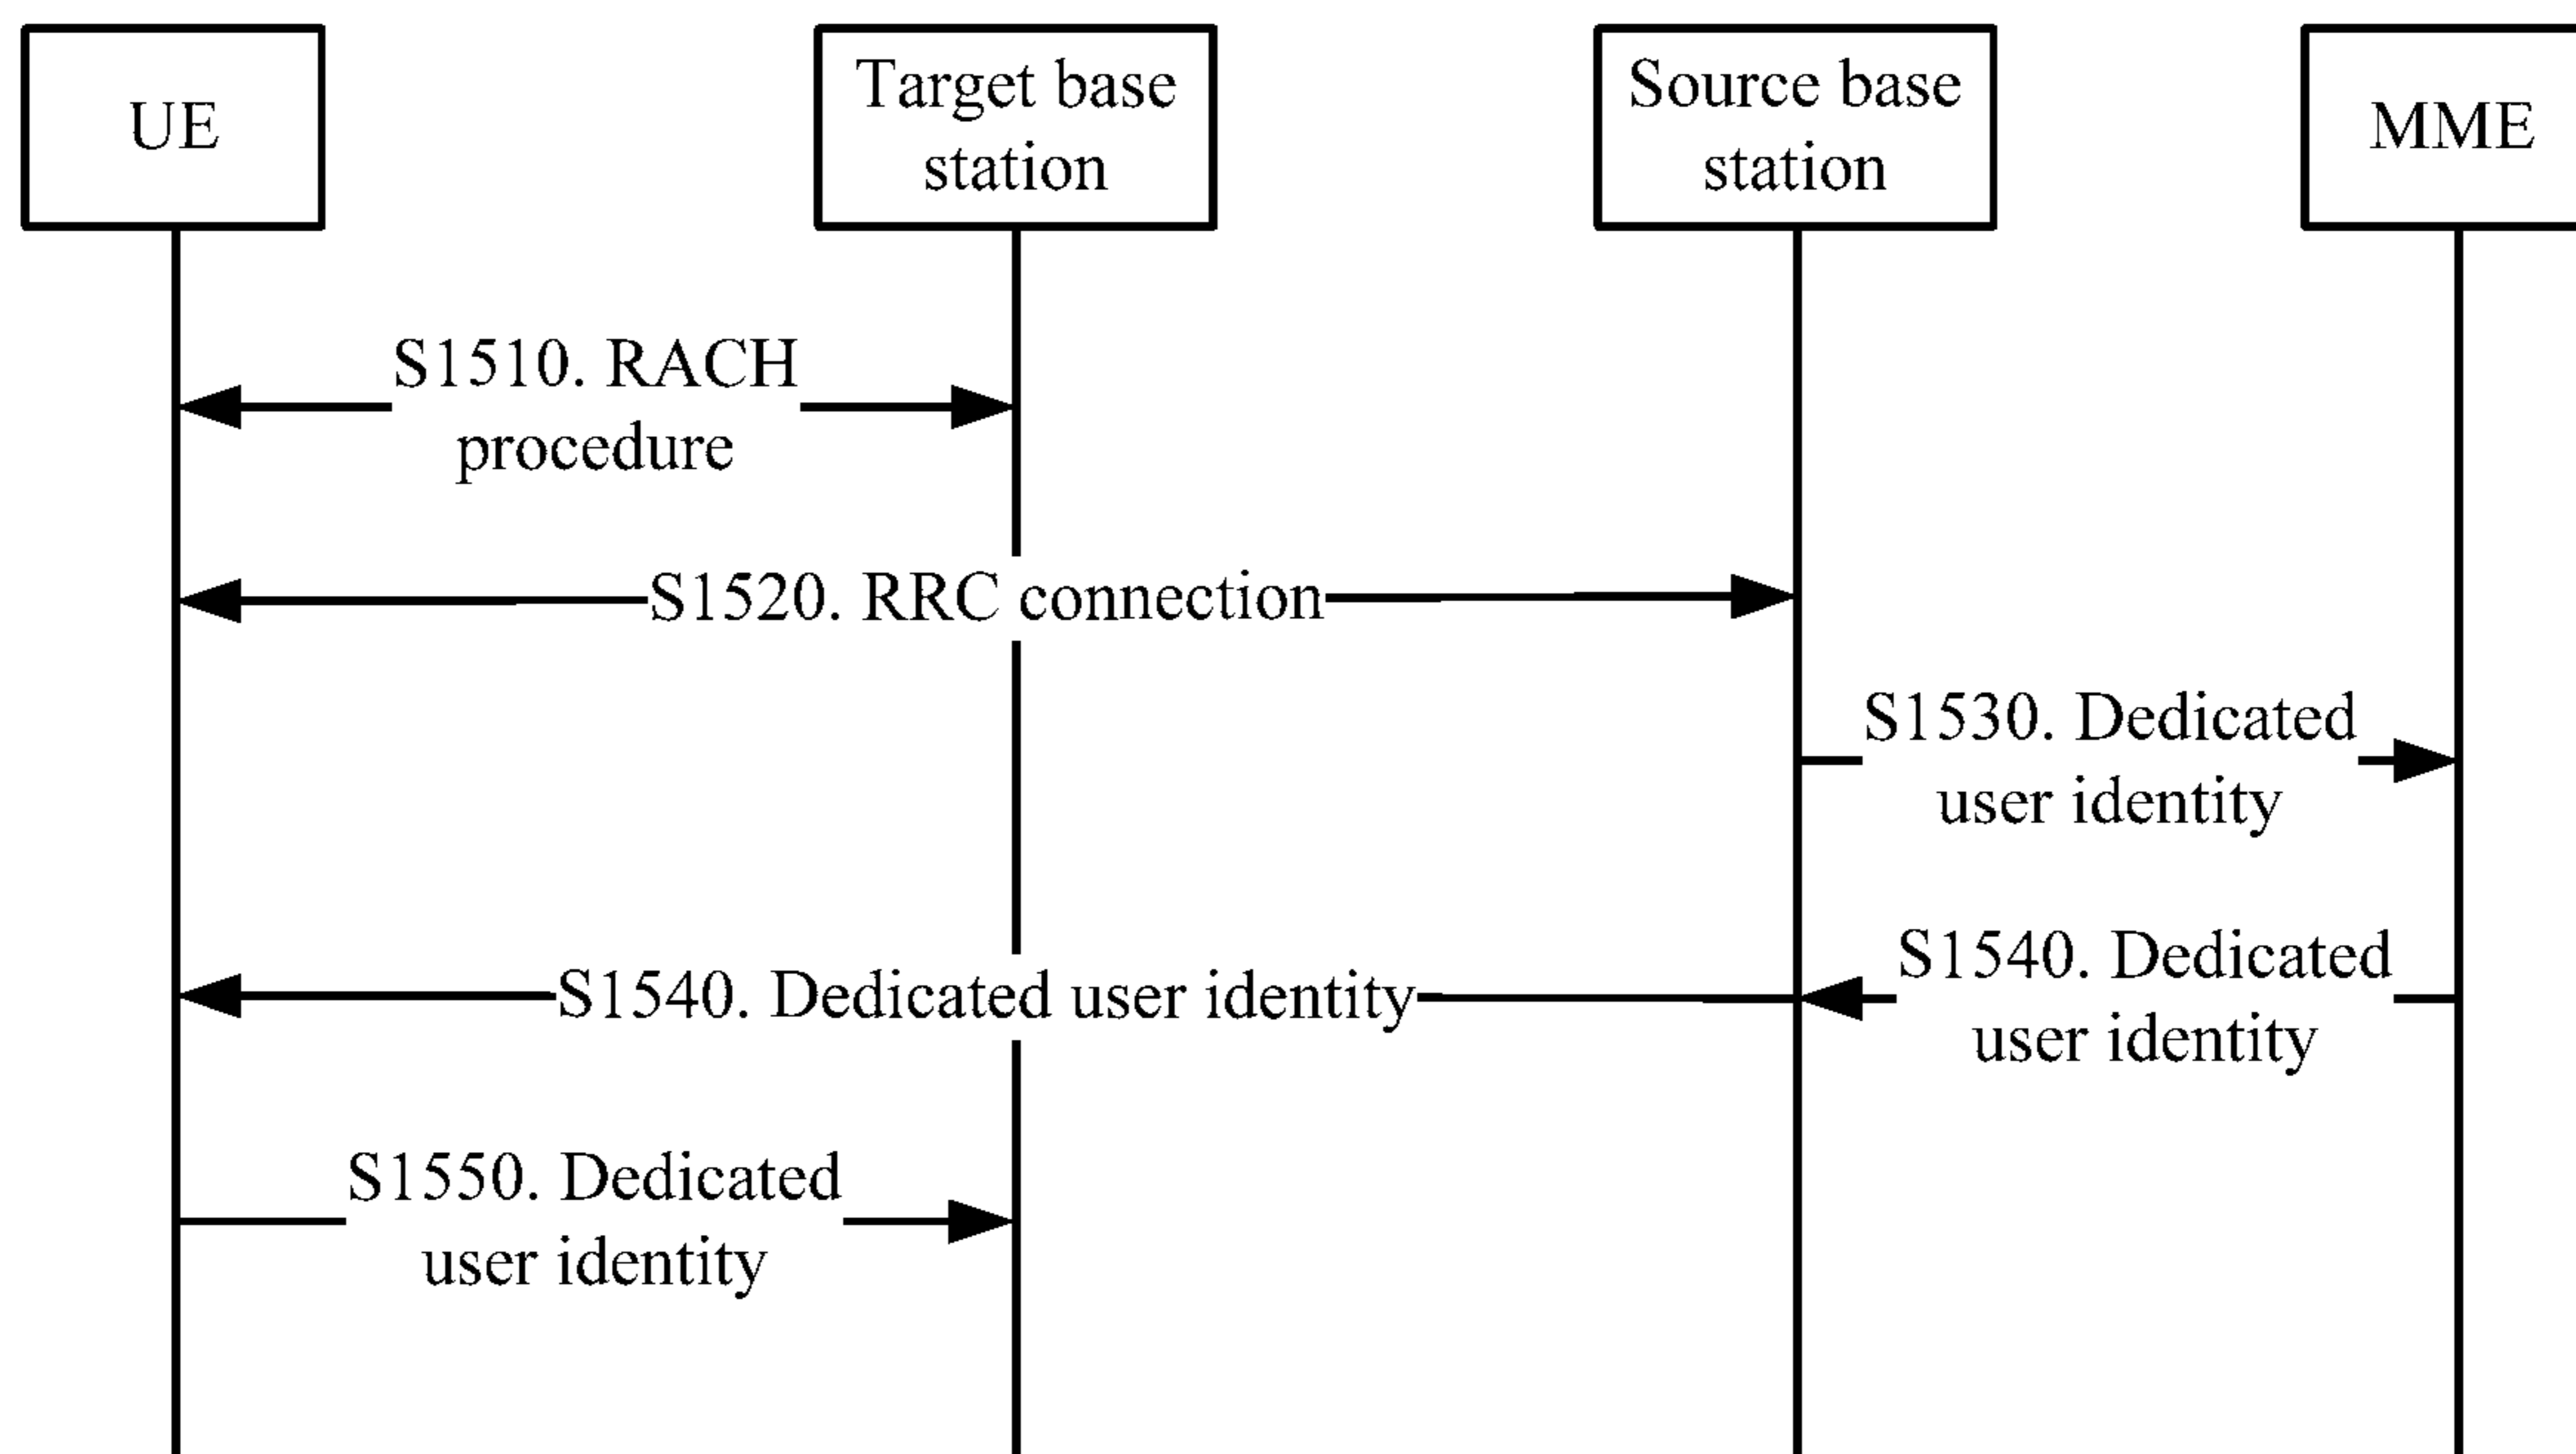 UE
Target base
station
Source base
station
MME
S1510. RACH
procedure
S1520. RRC connection
S1530. Dedicated
user identity
S1540. Dedicated user identity
S1540. Dedicated
user identity
S1550. Dedicated
user identity